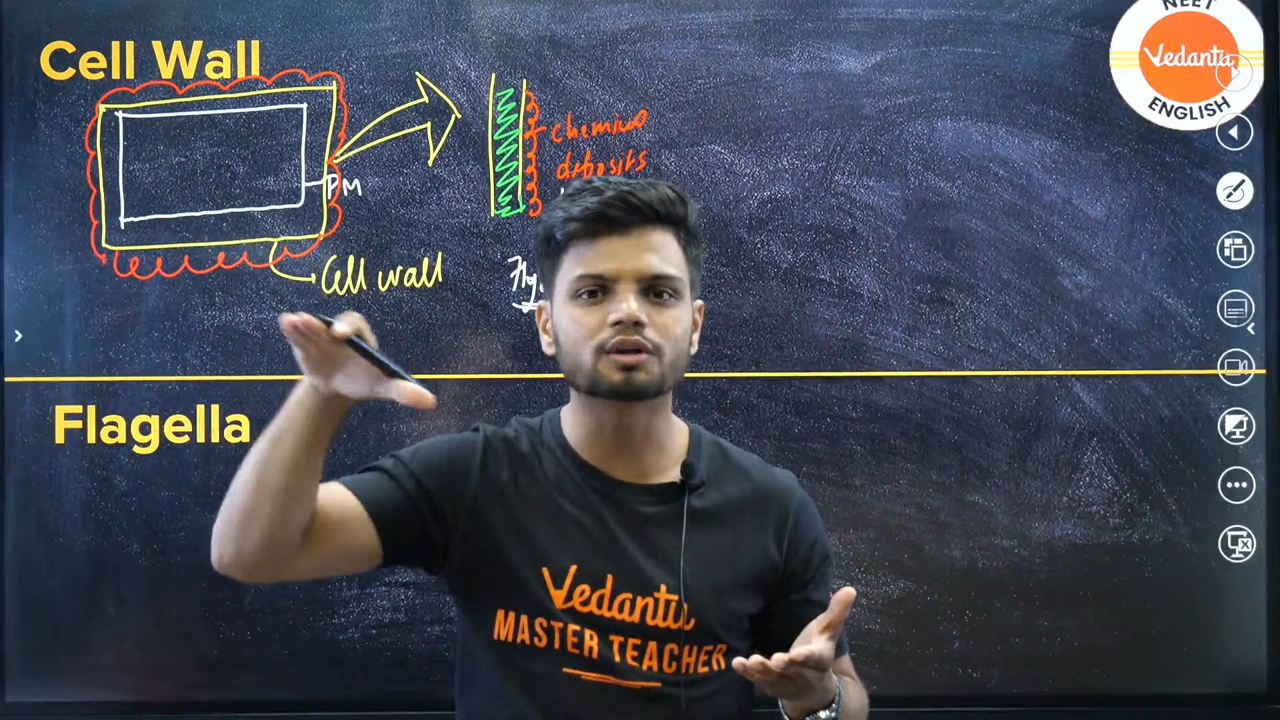 Cell Wall
chemical
deposits
PM
Cell wall
Flagella
NEET
Vedantu
ENGLISH
Vedantu
MASTER TEACHER